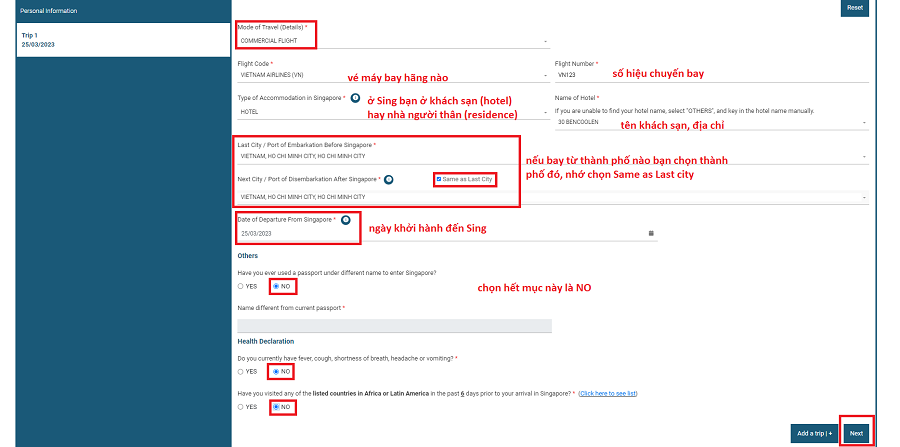 Personal Information
Reset
Trip 1
25/03/2023
Mode of Travel (Details) *
COMMERCIAL FLIGHT
Flight Code *
VIETNAM AIRLINES (VN)
vé máy bay hãng nào
Flight Number *
VN123
số hiệu chuyến bay
Type of Accommodation in Singapore *
HOTEL
ở Sing bạn ở khách sạn (hotel)
hay nhà người thân (residence)
Name of Hotel *
If you are unable to find your hotel name, select "OTHERS", and key in the hotel name manually.
30 BENCOOLEN
tên khách sạn, địa chỉ
Last City / Port of Embarkation Before Singapore *
VIETNAM, HO CHI MINH CITY, HO CHI MINH CITY
Next City / Port of Disembarkation After Singapore *
Same as Last City
VIETNAM, HO CHI MINH CITY, HO CHI MINH CITY
nếu bay từ thành phố nào bạn chọn thành
phố đó, nhớ chọn Same as Last city
Date of Departure From Singapore *
25/03/2023
ngày khởi hành đến Sing
Others
Have you ever used a passport under different name to enter Singapore?
YES NO
chọn hết mục này là NO
Name different from current passport *
Health Declaration
Do you currently have fever, cough, shortness of breath, headache or vomiting? *
YES NO
Have you visited any of the listed countries in Africa or Latin America in the past 6 days prior to your arrival in Singapore? * (Click here to see list)
YES NO
Add a trip | +
Next